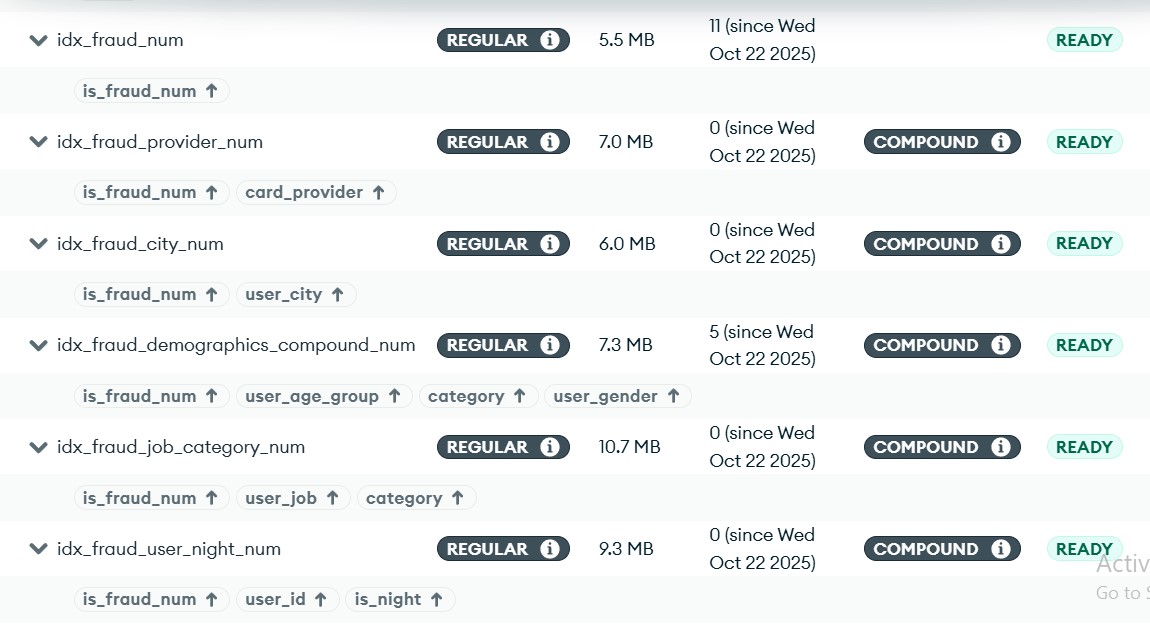 idx_fraud_num REGULAR 5.5 MB 11 (since Wed Oct 22 2025) READY
is_fraud_num ↑
idx_fraud_provider_num REGULAR 7.0 MB 0 (since Wed Oct 22 2025) COMPOUND READY
is_fraud_num ↑ card_provider ↑
idx_fraud_city_num REGULAR 6.0 MB 0 (since Wed Oct 22 2025) COMPOUND READY
is_fraud_num ↑ user_city ↑
idx_fraud_demographics_compound_num REGULAR 7.3 MB 5 (since Wed Oct 22 2025) COMPOUND READY
is_fraud_num ↑ user_age_group ↑ category ↑ user_gender ↑
idx_fraud_job_category_num REGULAR 10.7 MB 0 (since Wed Oct 22 2025) COMPOUND READY
is_fraud_num ↑ user_job ↑ category ↑
idx_fraud_user_night_num REGULAR 9.3 MB 0 (since Wed Oct 22 2025) COMPOUND READY
Activ
Go to S
is_fraud_num ↑ user_id ↑ is_night ↑